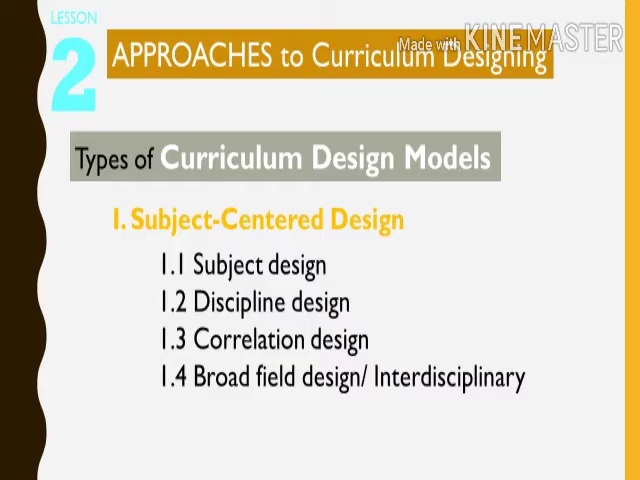 LESSON
2
APPROACHES to Curriculum Designing
Made with KINEMASTER
Types of Curriculum Design Models
I. Subject-Centered Design
1.1 Subject design
1.2 Discipline design
1.3 Correlation design
1.4 Broad field design/ Interdisciplinary